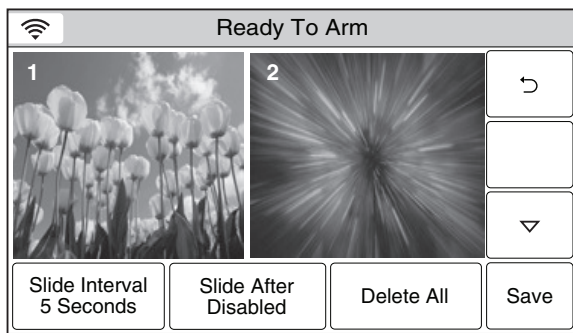 Ready To Arm
1
2
Slide Interval
5 Seconds
Slide After
Disabled
Delete All
Save